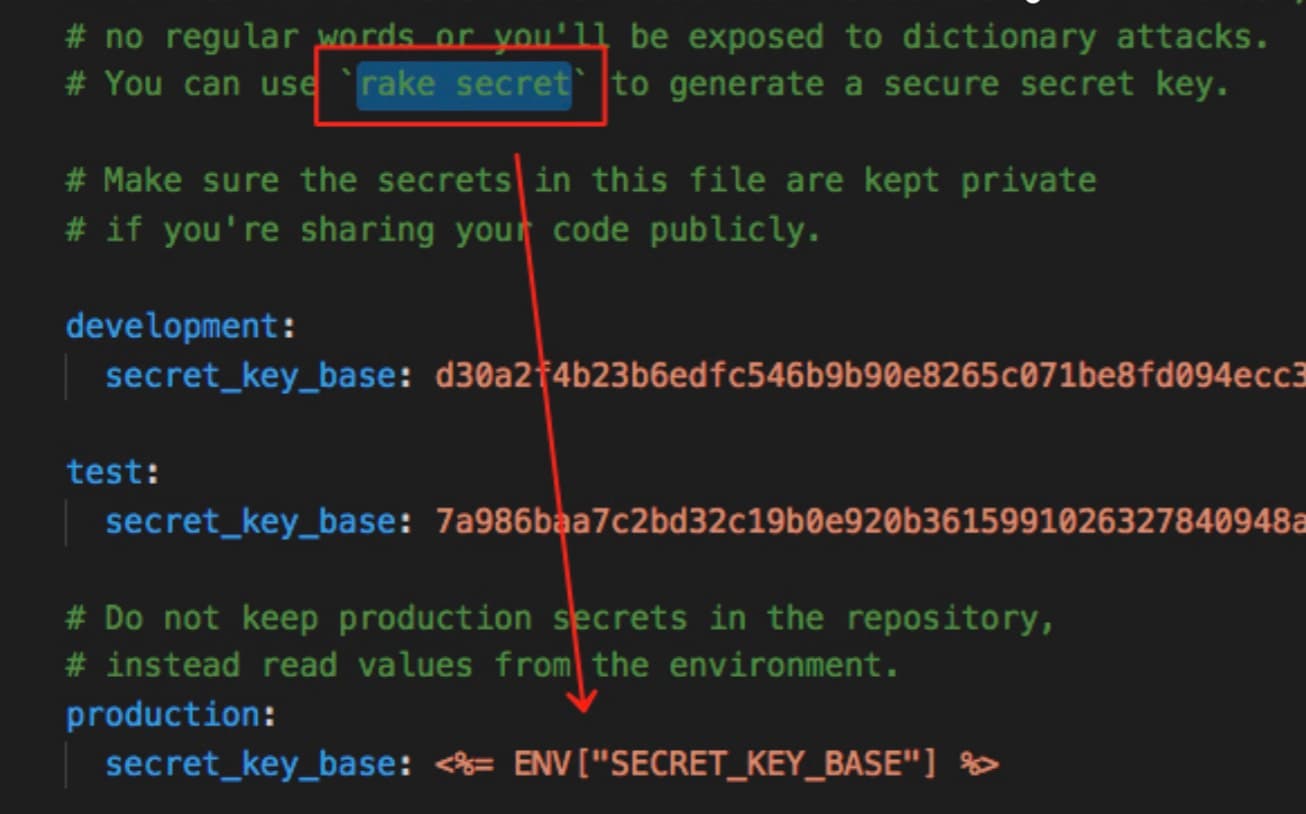 # no regular words or you'll be exposed to dictionary attacks.
# You can use `rake secret` to generate a secure secret key.
# Make sure the secrets in this file are kept private
# if you're sharing your code publicly.
development:
secret_key_base: d30a2f4b23b6edfc546b9b90e8265c071be8fd094ecc3
test:
secret_key_base: 7a986baa7c2bd32c19b0e920b3615991026327840948a
# Do not keep production secrets in the repository,
# instead read values from the environment.
production:
secret_key_base: <%= ENV["SECRET_KEY_BASE"] %>